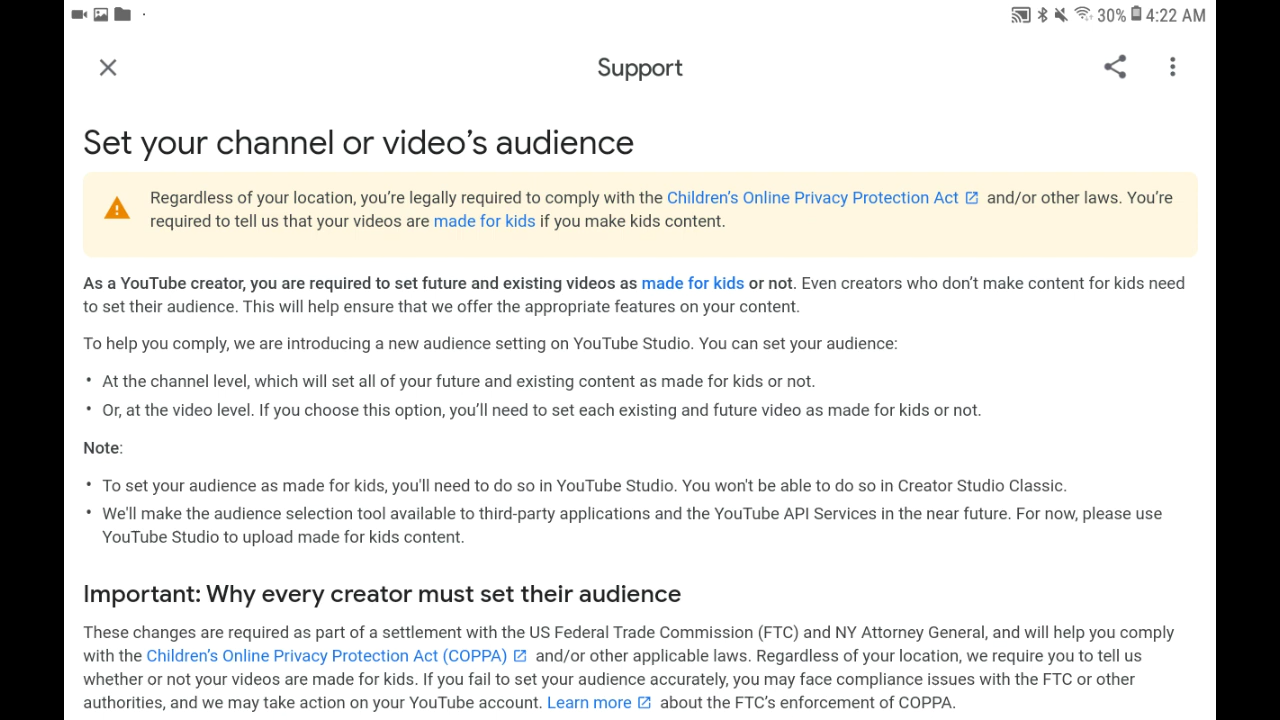 30% 4:22 AM
Support
Set your channel or video’s audience
Regardless of your location, you’re legally required to comply with the Children’s Online Privacy Protection Act and/or other laws. You’re
required to tell us that your videos are made for kids if you make kids content.
As a YouTube creator, you are required to set future and existing videos as made for kids or not. Even creators who don’t make content for kids need
to set their audience. This will help ensure that we offer the appropriate features on your content.
To help you comply, we are introducing a new audience setting on YouTube Studio. You can set your audience:
• At the channel level, which will set all of your future and existing content as made for kids or not.
• Or, at the video level. If you choose this option, you’ll need to set each existing and future video as made for kids or not.
Note:
• To set your audience as made for kids, you'll need to do so in YouTube Studio. You won't be able to do so in Creator Studio Classic.
• We'll make the audience selection tool available to third-party applications and the YouTube API Services in the near future. For now, please use
YouTube Studio to upload made for kids content.
Important: Why every creator must set their audience
These changes are required as part of a settlement with the US Federal Trade Commission (FTC) and NY Attorney General, and will help you comply
with the Children’s Online Privacy Protection Act (COPPA) and/or other applicable laws. Regardless of your location, we require you to tell us
whether or not your videos are made for kids. If you fail to set your audience accurately, you may face compliance issues with the FTC or other
authorities, and we may take action on your YouTube account. Learn more about the FTC’s enforcement of COPPA.